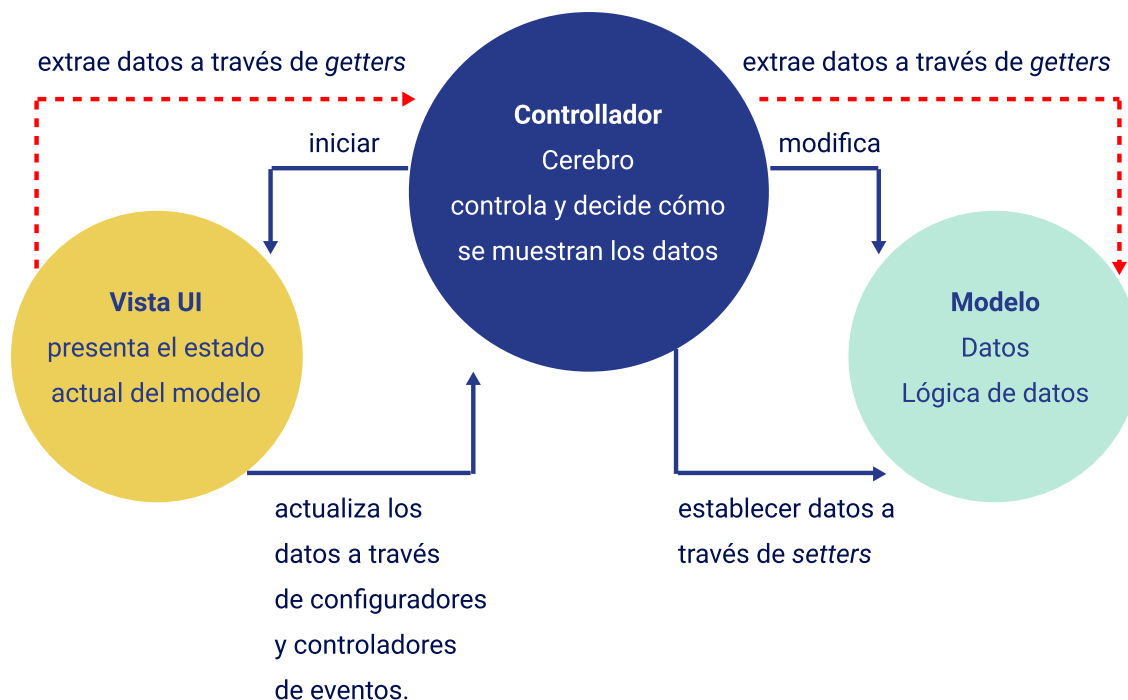 extrae datos a través de getters
extrae datos a través de getters
iniciar
modifica
Controllador
Cerebro
controla y decide cómo
se muestran los datos
Vista UI
presenta el estado
actual del modelo
Modelo
Datos
Lógica de datos
actualiza los
datos a través
de configuradores
y controladores
de eventos.
establecer datos a
través de setters